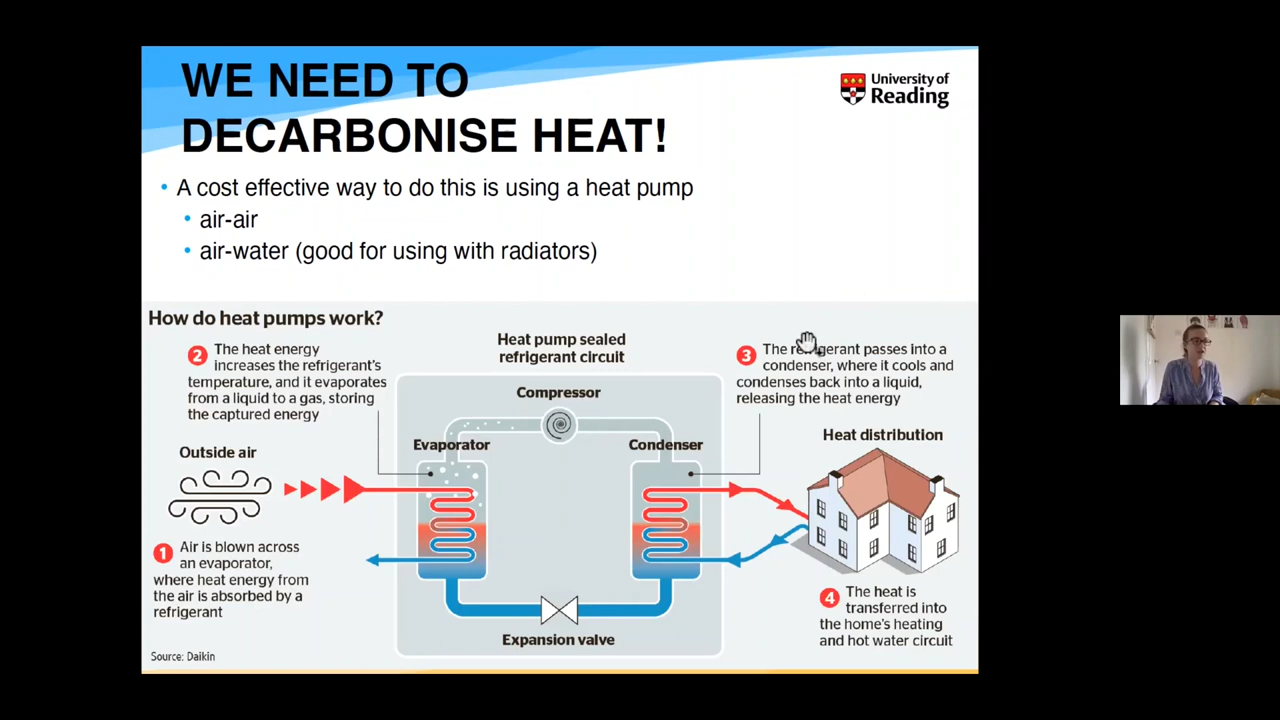 WE NEED TO
DECARBONISE HEAT!
University of
Reading
• A cost effective way to do this is using a heat pump
• air-air
• air-water (good for using with radiators)
How do heat pumps work?
2 The heat energy
increases the refrigerant's
temperature, and it evaporates
from a liquid to a gas, storing
the captured energy
Heat pump sealed
refrigerant circuit
3 The refrigerant passes into a
condenser, where it cools and
condenses back into a liquid,
releasing the heat energy
Compressor
Evaporator
Condenser
Heat distribution
Outside air
1 Air is blown across
an evaporator,
where heat energy from
the air is absorbed by a
refrigerant
4 The heat is
transferred into
the home's heating
and hot water circuit
Expansion valve
Source: Daikin